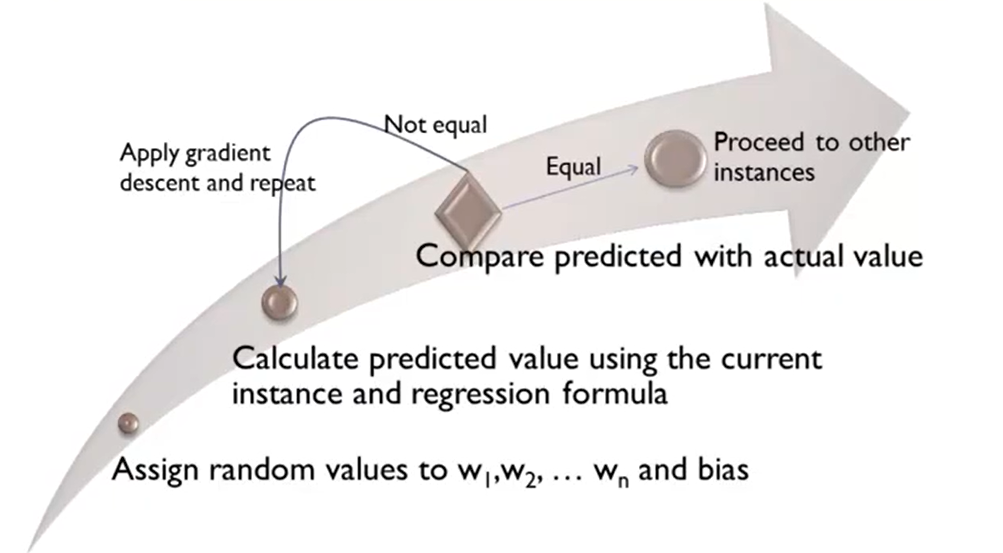 Not equal
Apply gradient
descent and repeat
Equal
Proceed to other
instances
Compare predicted with actual value
Calculate predicted value using the current
instance and regression formula
Assign random values to w₁,w₂, … wₙ and bias